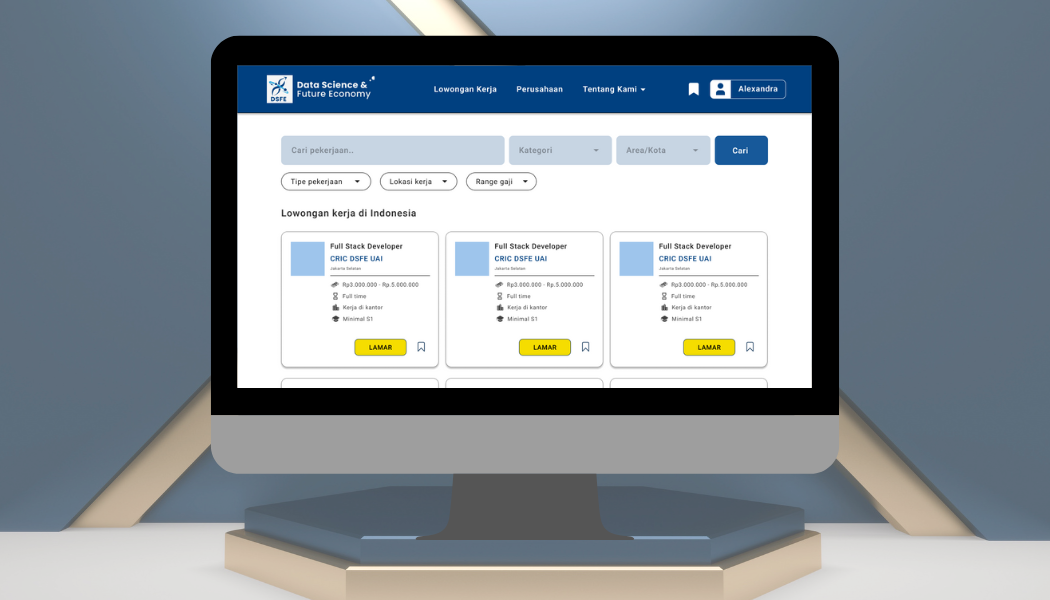 DSFE
Data Science &
Future Economy
Lowongan Kerja
Perusahaan
Tentang Kami
Alexandra
Cari pekerjaan..
Kategori
Area/Kota
Cari
Tipe pekerjaan
Lokasi kerja
Range gaji
Lowongan kerja di Indonesia
Full Stack Developer
CRIC DSFE UAI
Jakarta Selatan
Rp3.000.000 - Rp.5.000.000
Full time
Kerja di kantor
Minimal S1
LAMAR
Full Stack Developer
CRIC DSFE UAI
Jakarta Selatan
Rp3.000.000 - Rp.5.000.000
Full time
Kerja di kantor
Minimal S1
LAMAR
Full Stack Developer
CRIC DSFE UAI
Jakarta Selatan
Rp3.000.000 - Rp.5.000.000
Full time
Kerja di kantor
Minimal S1
LAMAR